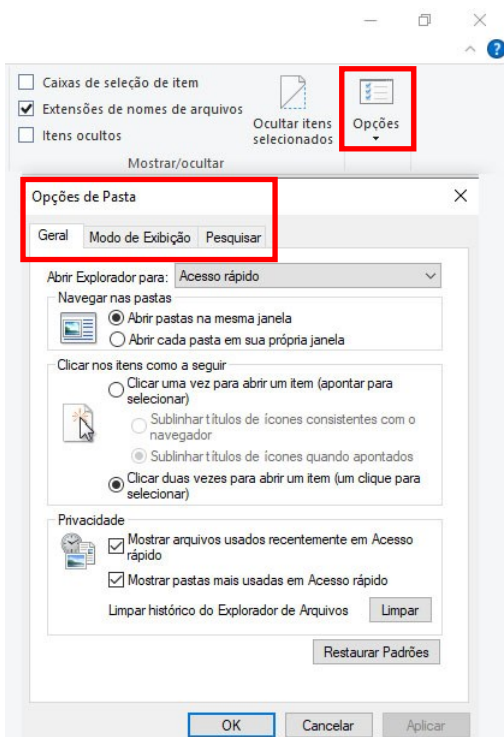 Caixas de seleção de item
Extensões de nomes de arquivos
Itens ocultos
Ocultar itens
selecionados
Opções
Mostrar/ocultar
Opções de Pasta
Geral Modo de Exibição Pesquisar
Abrir Explorador para: Acesso rápido
Navegar nas pastas
Abrir pastas na mesma janela
Abrir cada pasta em sua própria janela
Clicar nos itens como a seguir
Clicar uma vez para abrir um item (apontar para
selecionar)
Sublinhar títulos de ícones consistentes com o
navegador
Sublinhar títulos de ícones quando apontados
Clicar duas vezes para abrir um item (um clique para
selecionar)
Privacidade
Mostrar arquivos usados recentemente em Acesso
rápido
Mostrar pastas mais usadas em Acesso rápido
Limpar histórico do Explorador de Arquivos Limpar
Restaurar Padrões
OK Cancelar Aplicar